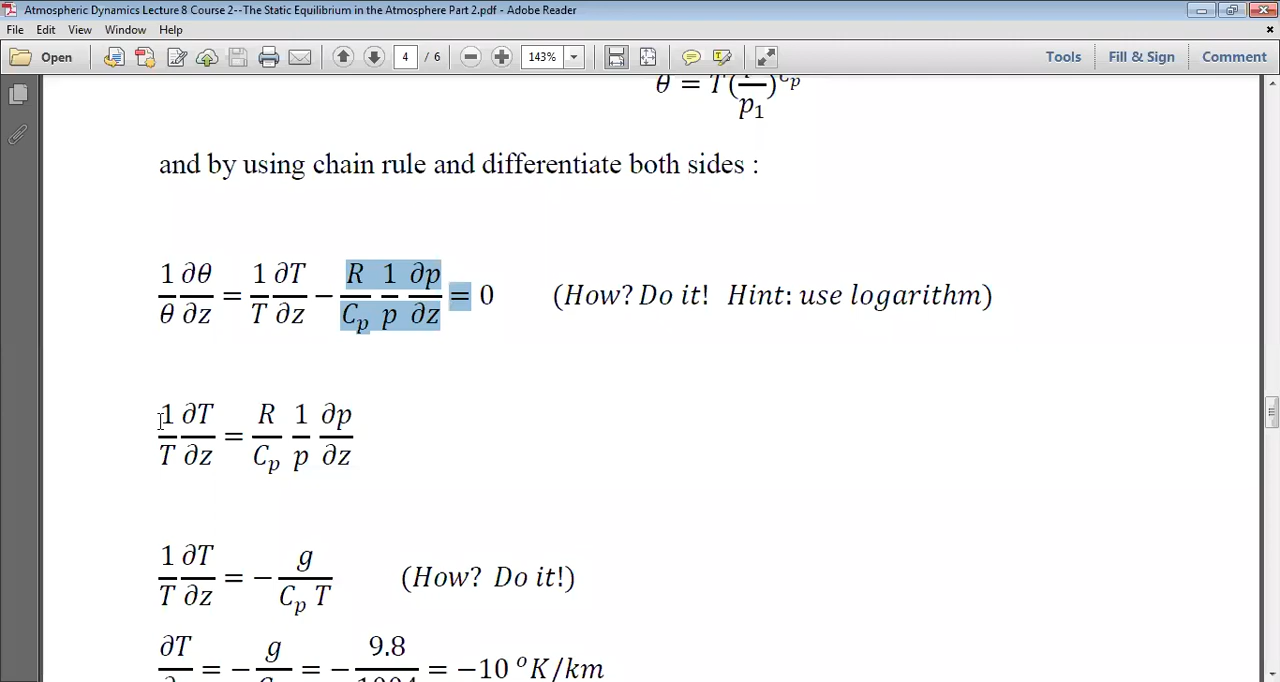 Atmospheric Dynamics Lecture 8 Course 2--The Static Equilibrium in the Atmosphere Part 2.pdf - Adobe Reader
File Edit View Window Help
Open 4 / 6 143% Tools Fill & Sign Comment
θ = T(— p₁)^Cp
and by using chain rule and differentiate both sides :
1/θ ∂θ/∂z = 1/T ∂T/∂z − R/Cₚ 1/p ∂p/∂z = 0 (How? Do it! Hint: use logarithm)
1/T ∂T/∂z = R/Cₚ 1/p ∂p/∂z
1/T ∂T/∂z = − g/(Cₚ T) (How? Do it!)
∂T/∂ = − g/C = − 9.8/1004 = −10 °K/km